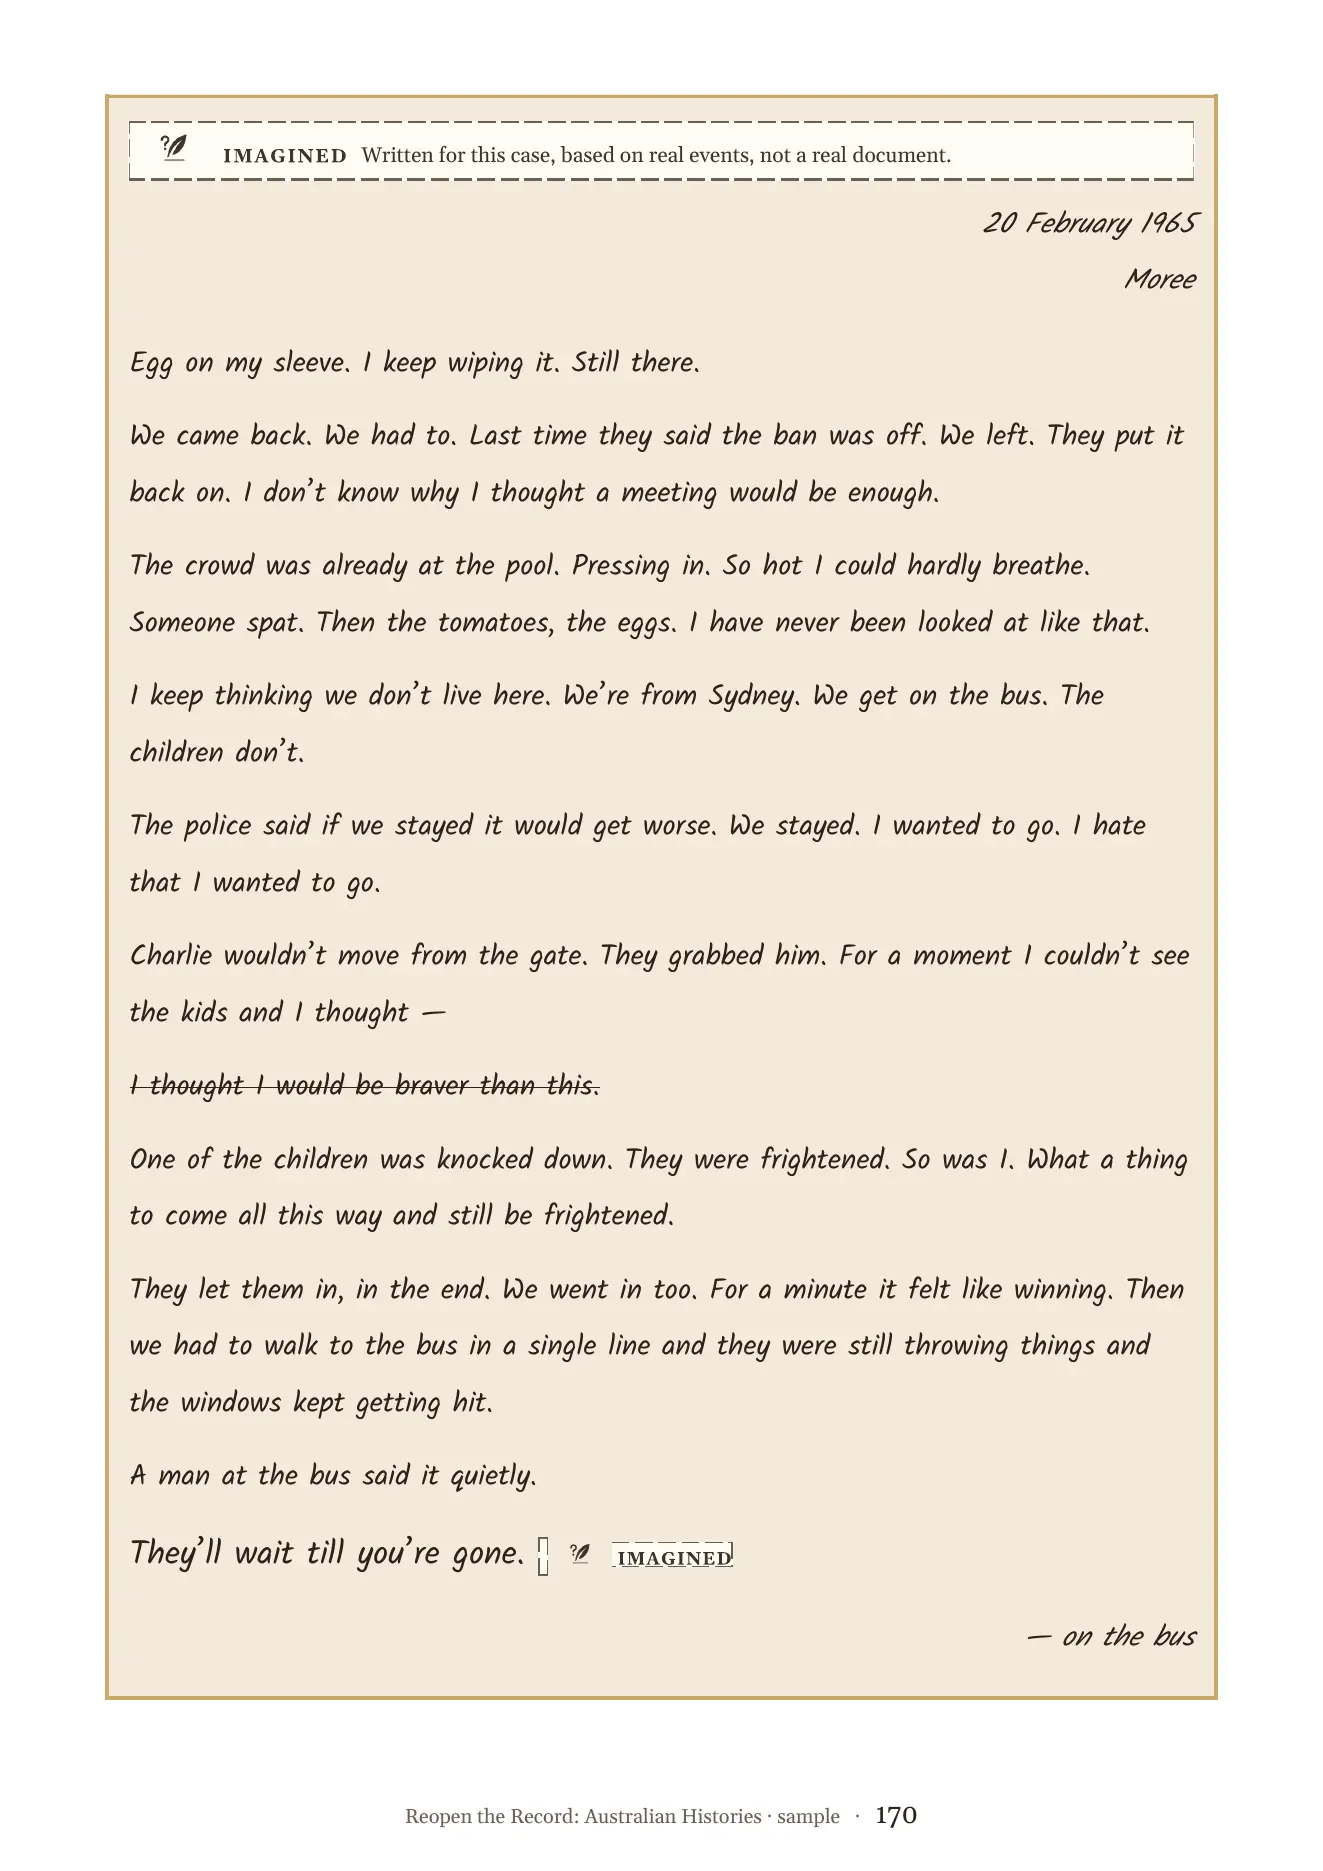 IMAGINED Written for this case, based on real events, not a real document.
20 February 1965
Moree
Egg on my sleeve. I keep wiping it. Still there.
We came back. We had to. Last time they said the ban was off. We left. They put it
back on. I don’t know why I thought a meeting would be enough.
The crowd was already at the pool. Pressing in. So hot I could hardly breathe.
Someone spat. Then the tomatoes, the eggs. I have never been looked at like that.
I keep thinking we don’t live here. We’re from Sydney. We get on the bus. The
children don’t.
The police said if we stayed it would get worse. We stayed. I wanted to go. I hate
that I wanted to go.
Charlie wouldn’t move from the gate. They grabbed him. For a moment I couldn’t see
the kids and I thought —
I thought I would be braver than this.
One of the children was knocked down. They were frightened. So was I. What a thing
to come all this way and still be frightened.
They let them in, in the end. We went in too. For a minute it felt like winning. Then
we had to walk to the bus in a single line and they were still throwing things and
the windows kept getting hit.
A man at the bus said it quietly.
They’ll wait till you’re gone. IMAGINED
— on the bus
Reopen the Record: Australian Histories · sample · 170